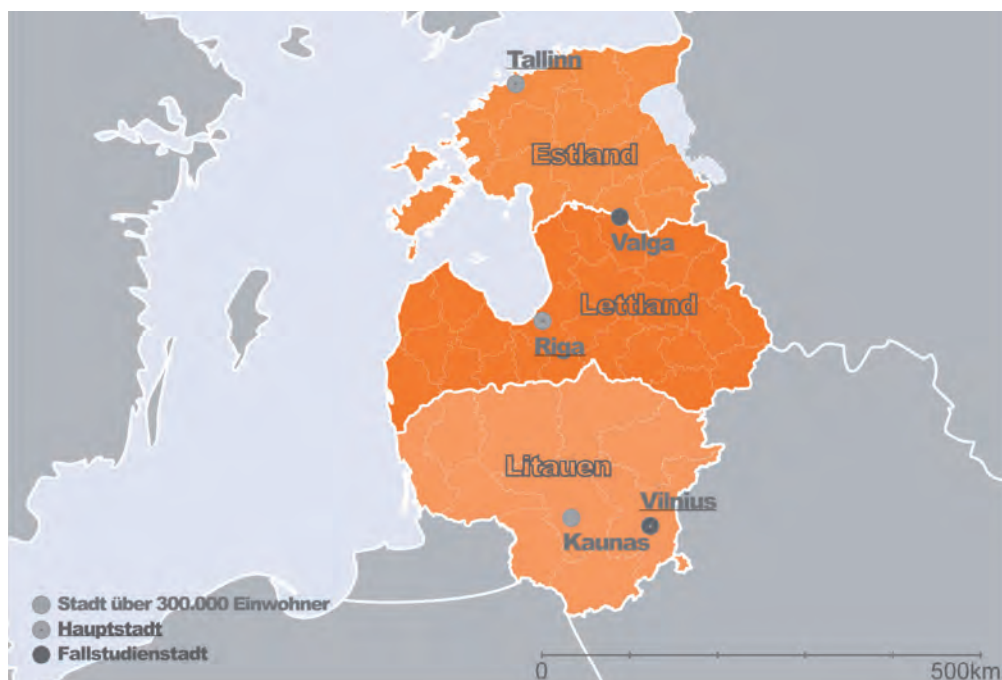 Tallinn
Estland
Valga
Lettland
Riga
Litauen
Vilnius
Kaunas
Stadt über 300.000 Einwohner
Hauptstadt
Fallstudienstadt
0
500km